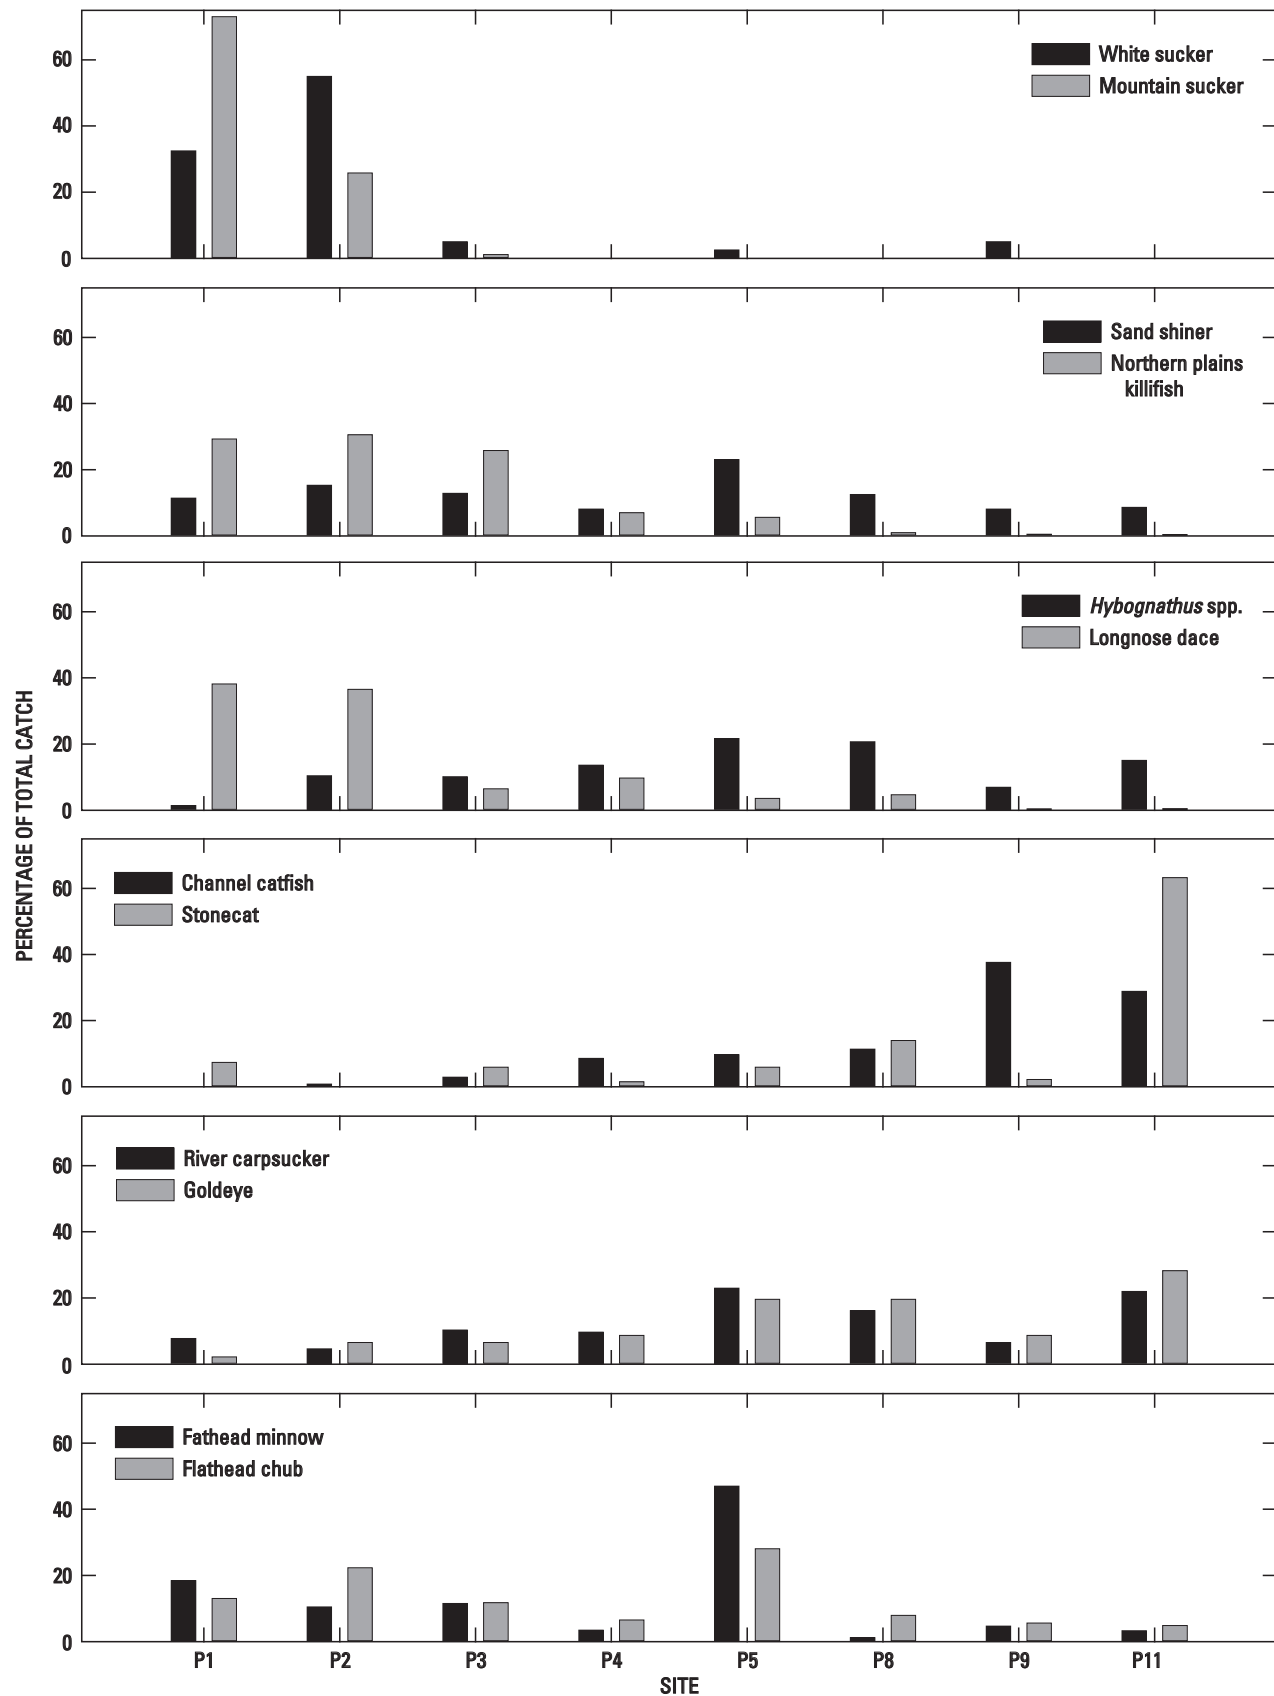 60
40
20
0
White sucker
Mountain sucker
60
40
20
0
Sand shiner
Northern plains
killifish
60
40
20
0
Hybognathus spp.
Longnose dace
PERCENTAGE OF TOTAL CATCH
60
40
20
0
Channel catfish
Stonecat
60
40
20
0
River carpsucker
Goldeye
60
40
20
0
Fathead minnow
Flathead chub
P1 P2 P3 P4 P5 P8 P9 P11
SITE